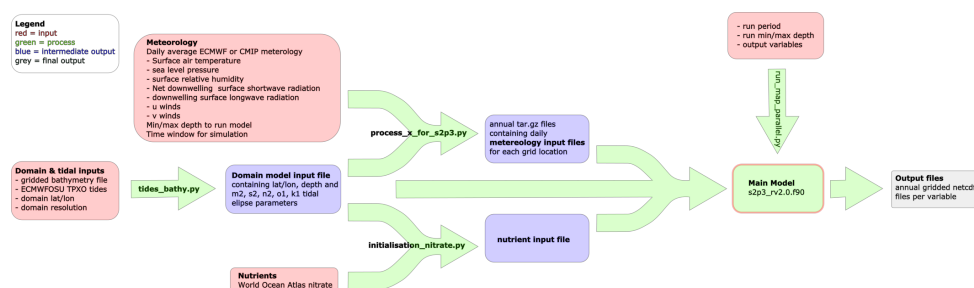 Legend
red = input
green = process
blue = intermediate output
grey = final output
Meteorology
Daily average ECMWF or CMIP meterology
- Surface air temperature
- sea level pressure
- surface relative humidity
- Net downwelling surface shortwave radiation
- downwelling surface longwave radiation
- u winds
- v winds
Min/max depth to run model
Time window for simulation
- run period
- run min/max depth
- output variables
run_map_parallel.py
process_x_for_s2p3.py
annual tar.gz files
containing daily
metereology input files
for each grid location
Domain & tidal inputs
- gridded bathymetry file
- ECMWFOSU TPXO tides
- domain lat/lon
- domain resolution
tides_bathy.py
Domain model input file
containing lat/lon, depth and
m2, s2, n2, o1, k1 tidal
elipse parameters
Main Model
s2p3_rv2.0.f90
Output files
annual gridded netcdf
files per variable
initialisation_nitrate.py
nutrient input file
Nutrients
World Ocean Atlas nitrate